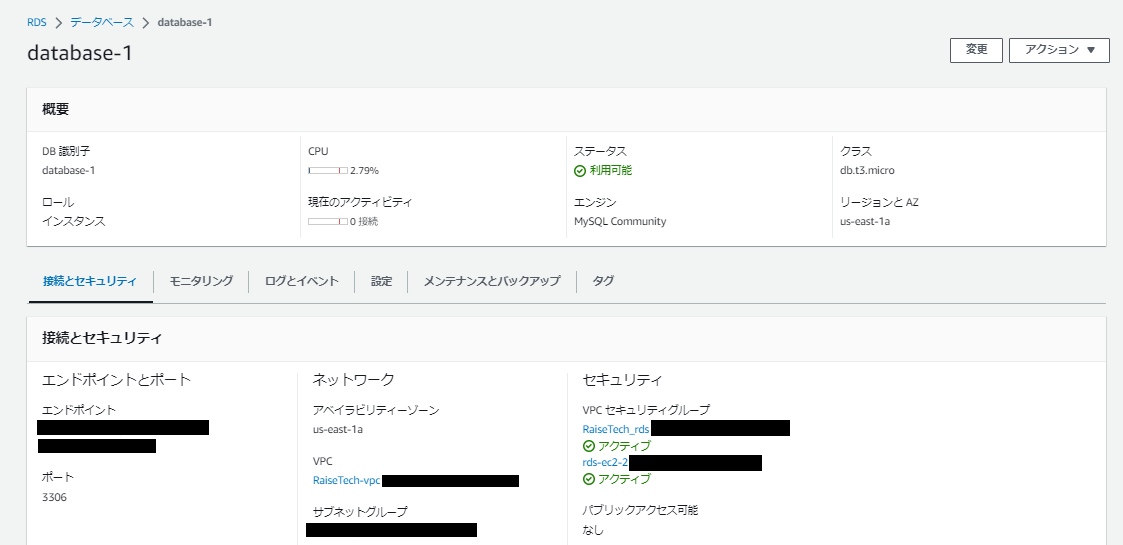 RDS > データベース > database-1
database-1
変更
アクション ▼
概要
DB 識別子
database-1
CPU
2.79%
ステータス
利用可能
クラス
db.t3.micro
ロール
インスタンス
現在のアクティビティ
0 接続
エンジン
MySQL Community
リージョンと AZ
us-east-1a
接続とセキュリティ
モニタリング
ログとイベント
設定
メンテナンスとバックアップ
タグ
接続とセキュリティ
エンドポイントとポート
エンドポイント
ポート
3306
ネットワーク
アベイラビリティーゾーン
us-east-1a
VPC
RaiseTech-vpc
サブネットグループ
セキュリティ
VPC セキュリティグループ
RaiseTech_rds
アクティブ
rds-ec2-2
アクティブ
パブリックアクセス可能
なし